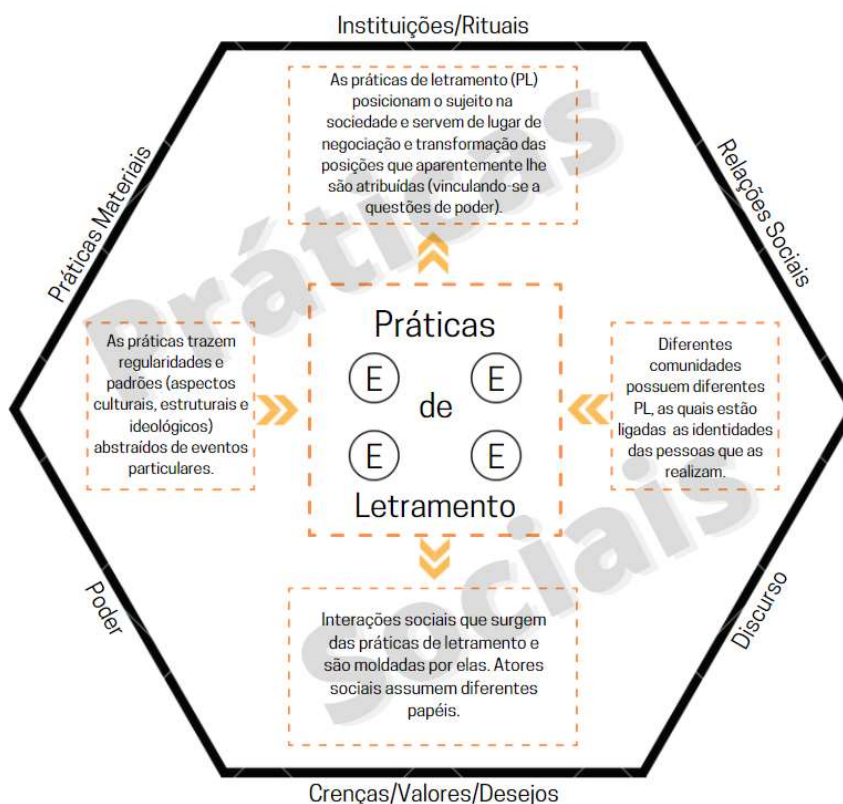 Instituições/Rituais
As práticas de letramento (PL)
posicionam o sujeito na
sociedade e servem de lugar de
negociação e transformação das
posições que aparentemente lhe
são atribuídas (vinculando-se a
questões de poder).
Práticas Materiais
Relações Sociais
Práticas
Sociais
As práticas trazem
regularidades e
padrões (aspectos
culturais, estruturais e
ideológicos)
abstraídos de eventos
particulares.
Práticas
E
E
de
E
E
Letramento
Diferentes
comunidades
possuem diferentes
PL, as quais estão
ligadas as identidades
das pessoas que as
realizam.
Interações sociais que surgem
das práticas de letramento e
são moldadas por elas. Atores
sociais assumem diferentes
papéis.
Poder
Discurso
Crenças/Valores/Desejos